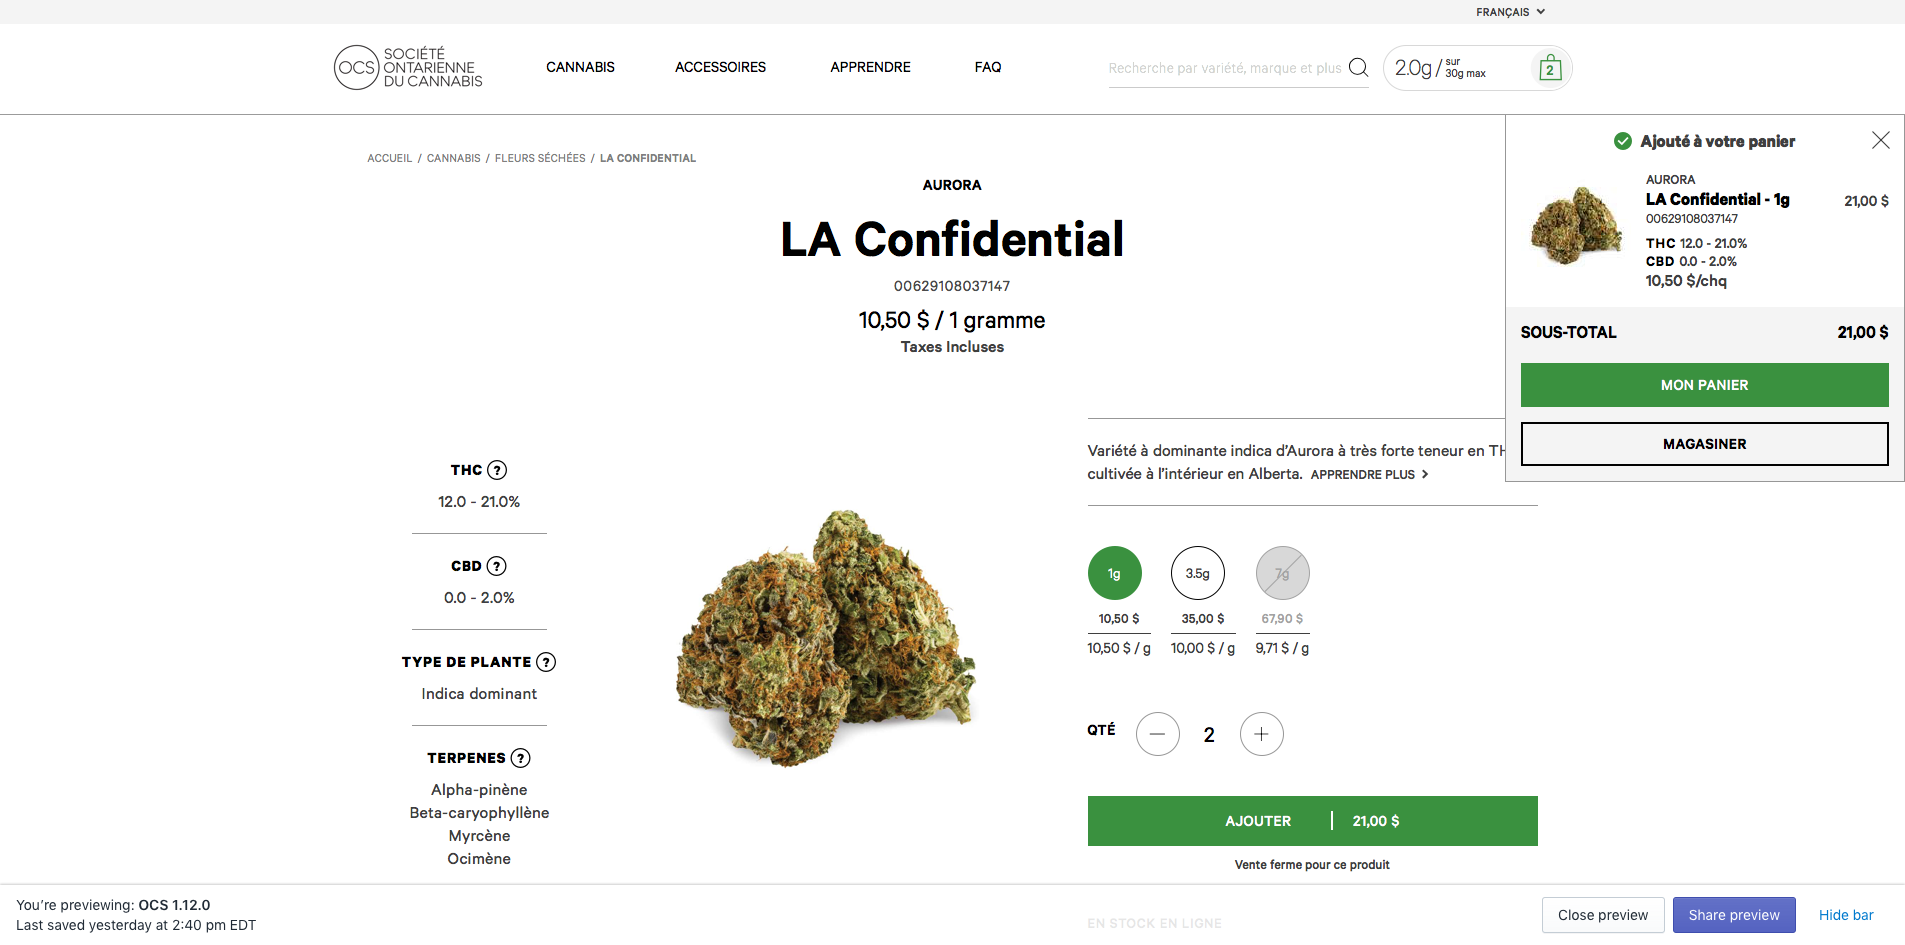 FRANÇAIS
OCS
SOCIÉTÉ
ONTARIENNE
DU CANNABIS
CANNABIS
ACCESSOIRES
APPRENDRE
FAQ
Recherche par variété, marque et plus
2.0g / sur
30g max
2
ACCUEIL / CANNABIS / FLEURS SÉCHÉES / LA CONFIDENTIAL
AURORA
LA Confidential
00629108037147
10,50 $ / 1 gramme
Taxes Incluses
Ajouté à votre panier
AURORA
LA Confidential - 1g
21,00 $
00629108037147
THC 12.0 - 21.0%
CBD 0.0 - 2.0%
10,50 $/chq
SOUS-TOTAL 21,00 $
MON PANIER
MAGASINER
THC ?
12.0 - 21.0%
CBD ?
0.0 - 2.0%
TYPE DE PLANTE ?
Indica dominant
TERPENES ?
Alpha-pinène
Beta-caryophyllène
Myrcène
Ocimène
Variété à dominante indica d'Aurora à très forte teneur en TH
cultivée à l'intérieur en Alberta. APPRENDRE PLUS >
1g 3.5g 7g
10,50 $ 35,00 $ 67,90 $
10,50 $ / g 10,00 $ / g 9,71 $ / g
QTÉ — 2 +
AJOUTER | 21,00 $
Vente ferme pour ce produit
EN STOCK EN LIGNE
You're previewing: OCS 1.12.0
Last saved yesterday at 2:40 pm EDT
Close preview
Share preview
Hide bar